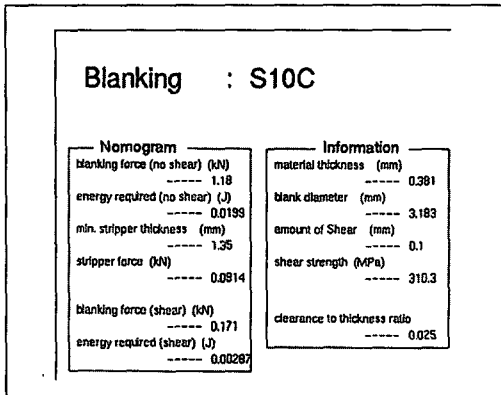 Blanking : S10C
Nomogram
blanking force (no shear) (kN)
----- 1.18
energy required (no shear) (J)
----- 0.0199
min. stripper thickness (mm)
----- 1.35
stripper force (kN)
----- 0.0914
blanking force (shear) (kN)
----- 0.171
energy required (shear) (J)
----- 0.00287
Information
material thickness (mm)
----- 0.381
blank diameter (mm)
----- 3.183
amount of Shear (mm)
----- 0.1
shear strength (MPa)
----- 310.3
clearance to thickness ratio
----- 0.025